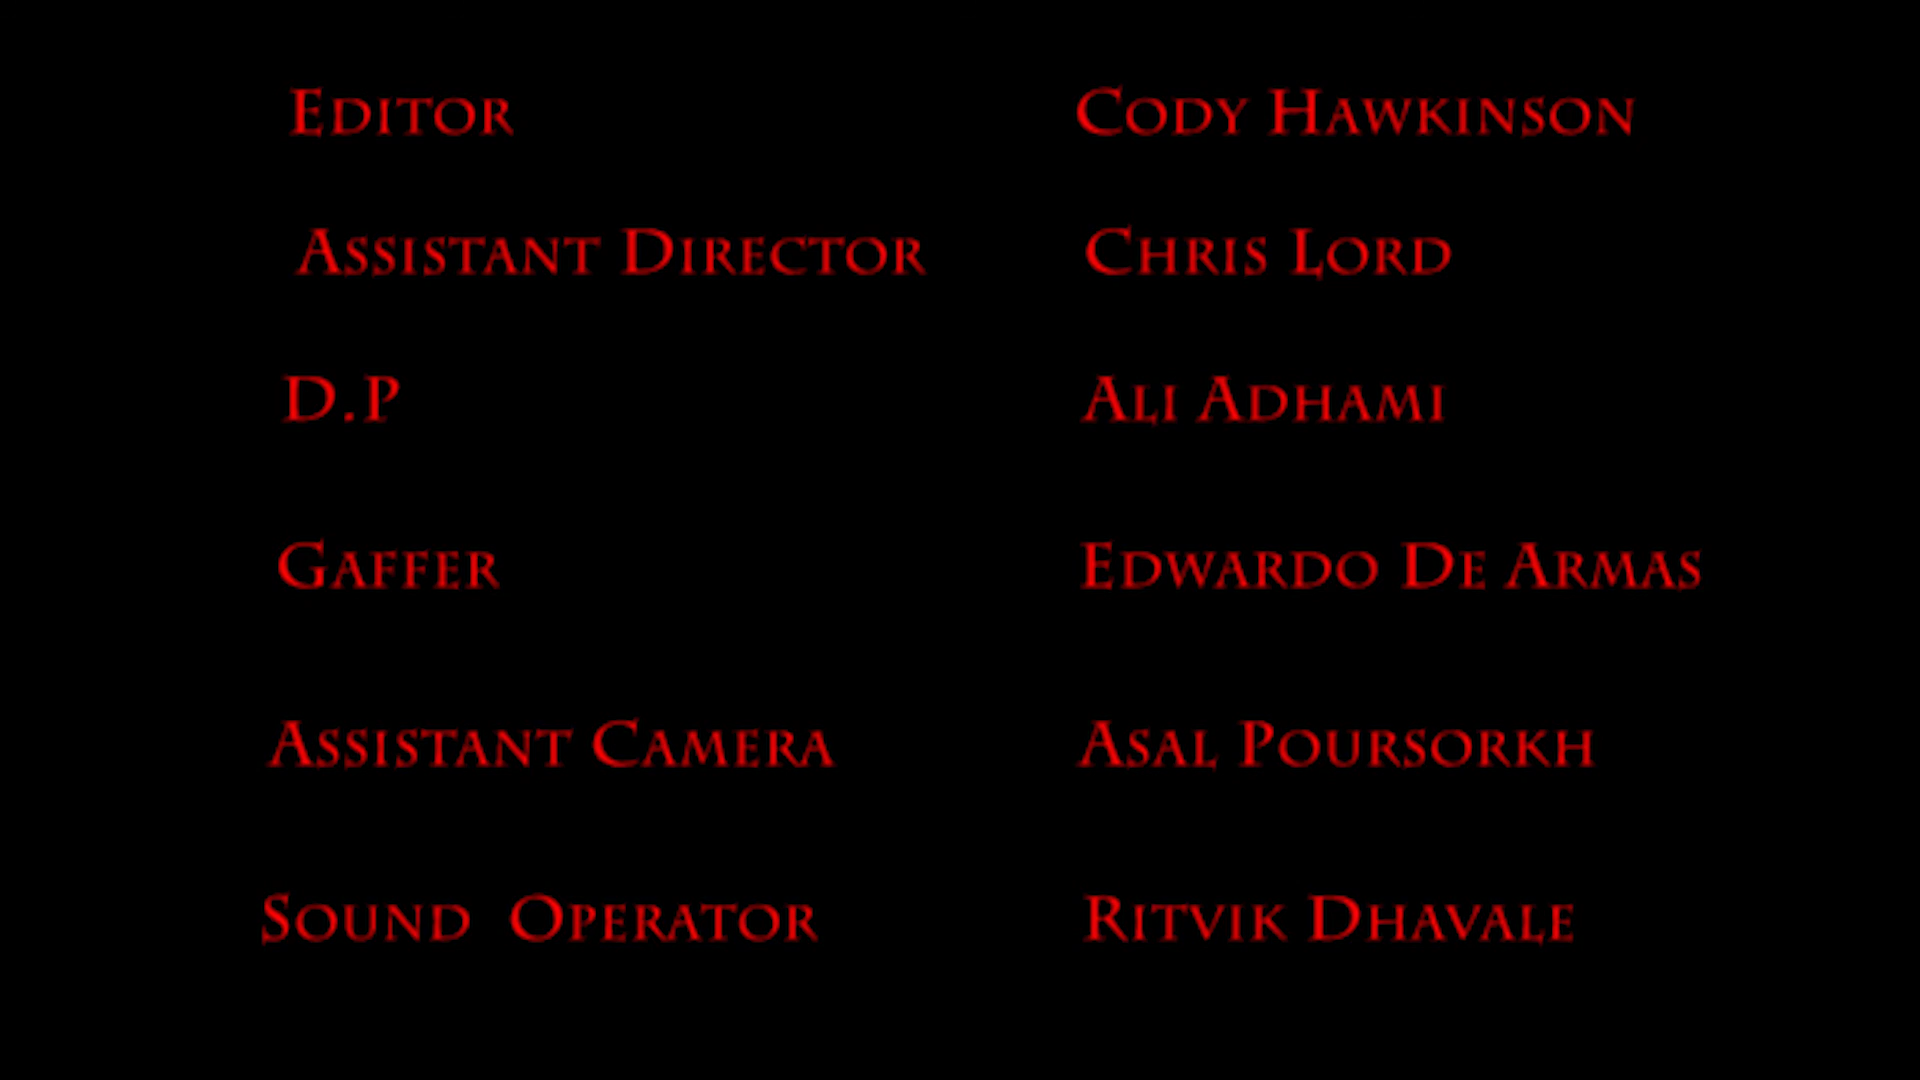 Editor Cody Hawkinson
Assistant Director Chris Lord
D.P Ali Adhami
Gaffer Edwardo De Armas
Assistant Camera Asal Poursorkh
Sound Operator Ritvik Dhavale